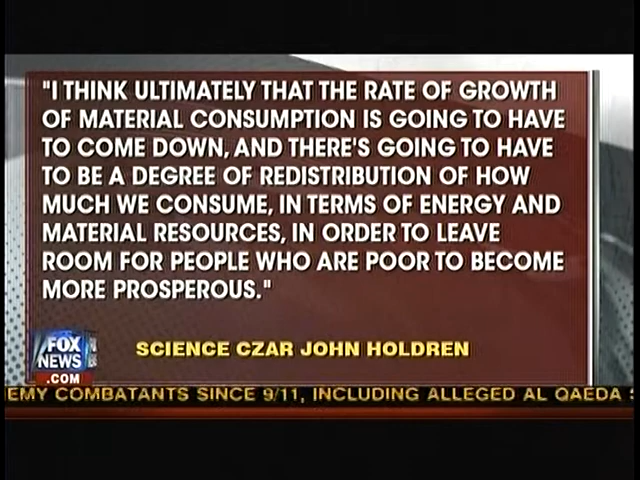 "I THINK ULTIMATELY THAT THE RATE OF GROWTH
OF MATERIAL CONSUMPTION IS GOING TO HAVE
TO COME DOWN, AND THERE'S GOING TO HAVE
TO BE A DEGREE OF REDISTRIBUTION OF HOW
MUCH WE CONSUME, IN TERMS OF ENERGY AND
MATERIAL RESOURCES, IN ORDER TO LEAVE
ROOM FOR PEOPLE WHO ARE POOR TO BECOME
MORE PROSPEROUS."
SCIENCE CZAR JOHN HOLDREN
FOX
NEWS
.COM
EMY COMBATANTS SINCE 9/11, INCLUDING ALLEGED AL QAEDA